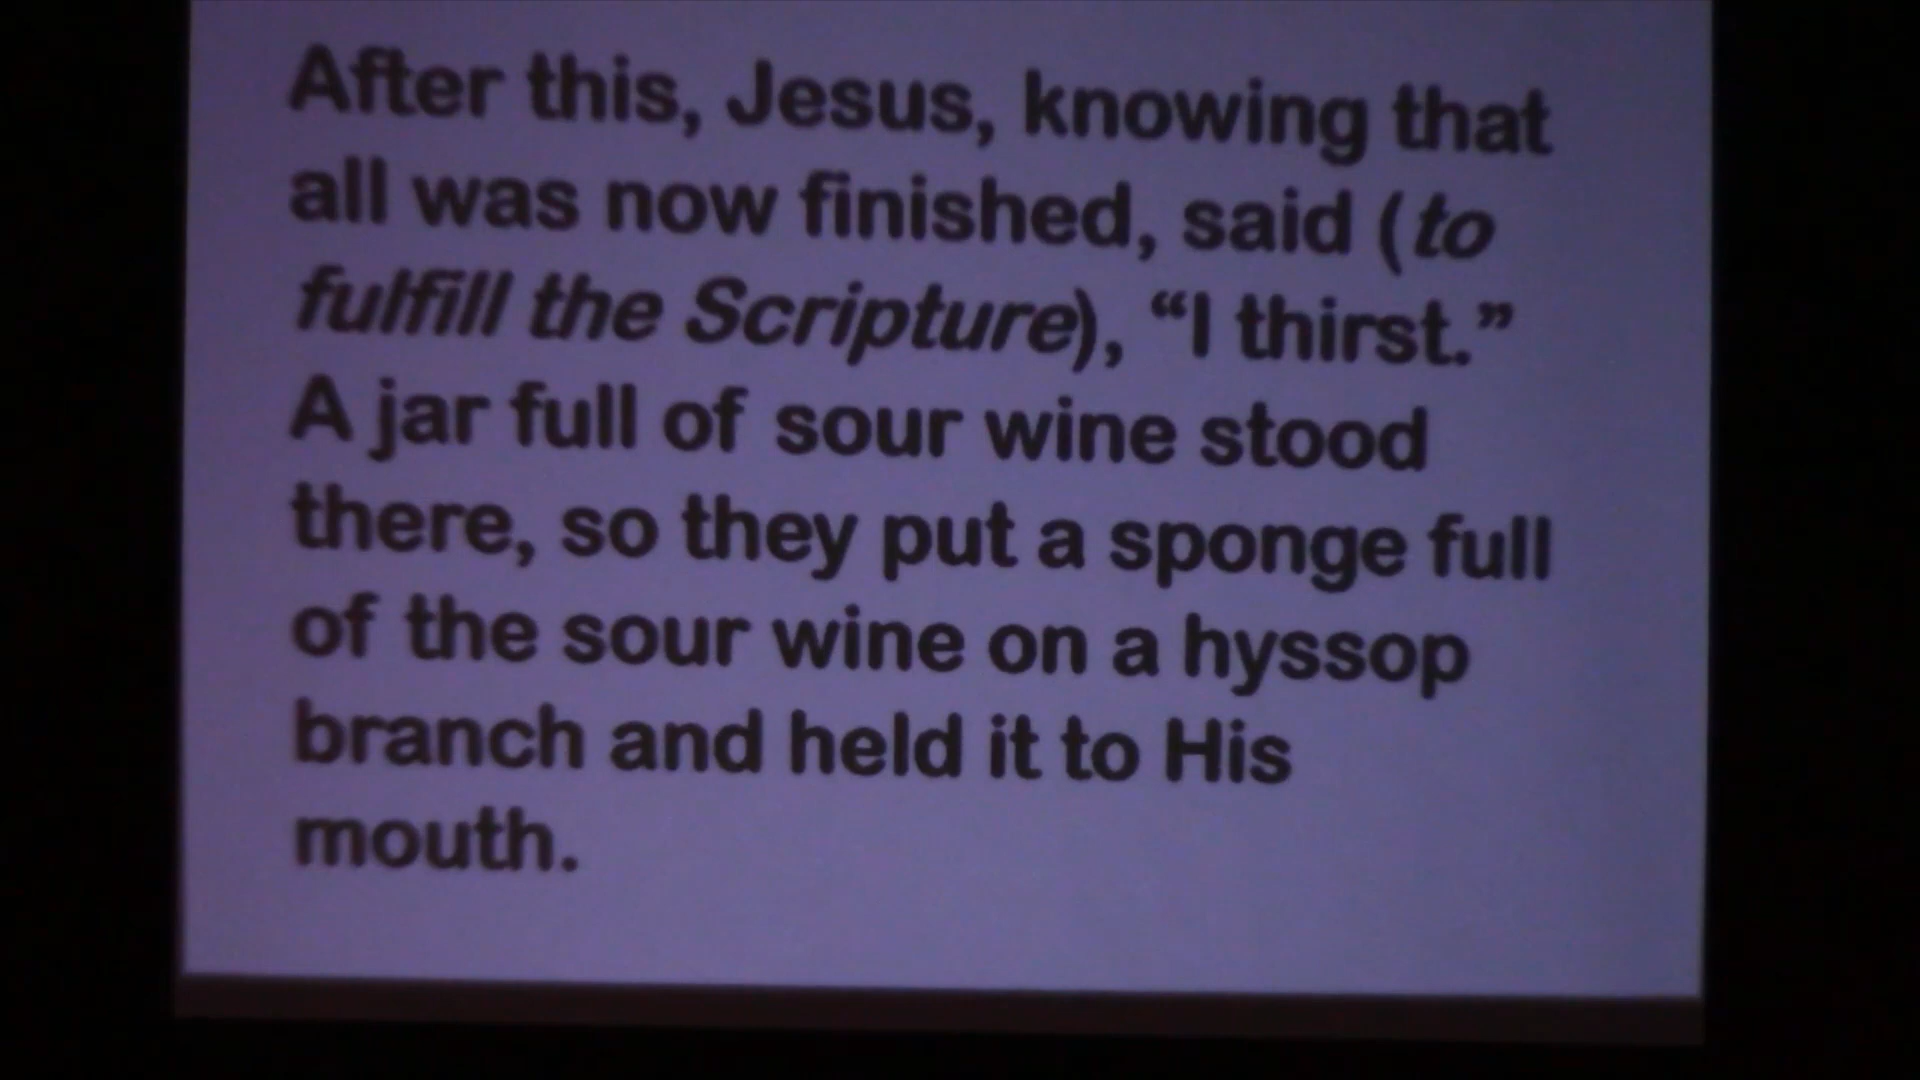 After this, Jesus, knowing that
all was now finished, said (to
fulfill the Scripture), “I thirst.”
A jar full of sour wine stood
there, so they put a sponge full
of the sour wine on a hyssop
branch and held it to His
mouth.